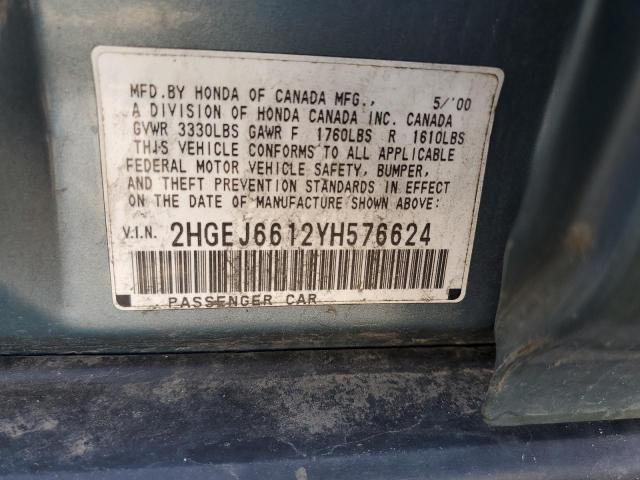 MFD.BY HONDA OF CANADA MFG., 5/'00
A DIVISION OF HONDA CANADA INC. CANADA
GVWR 3330LBS GAWR F 1760LBS R 1610LBS
THIS VEHICLE CONFORMS TO ALL APPLICABLE
FEDERAL MOTOR VEHICLE SAFETY, BUMPER,
AND THEFT PREVENTION STANDARDS IN EFFECT
ON THE DATE OF MANUFACTURE SHOWN ABOVE:
V.I.N. 2HGEJ6612YH576624
PASSENGER CAR